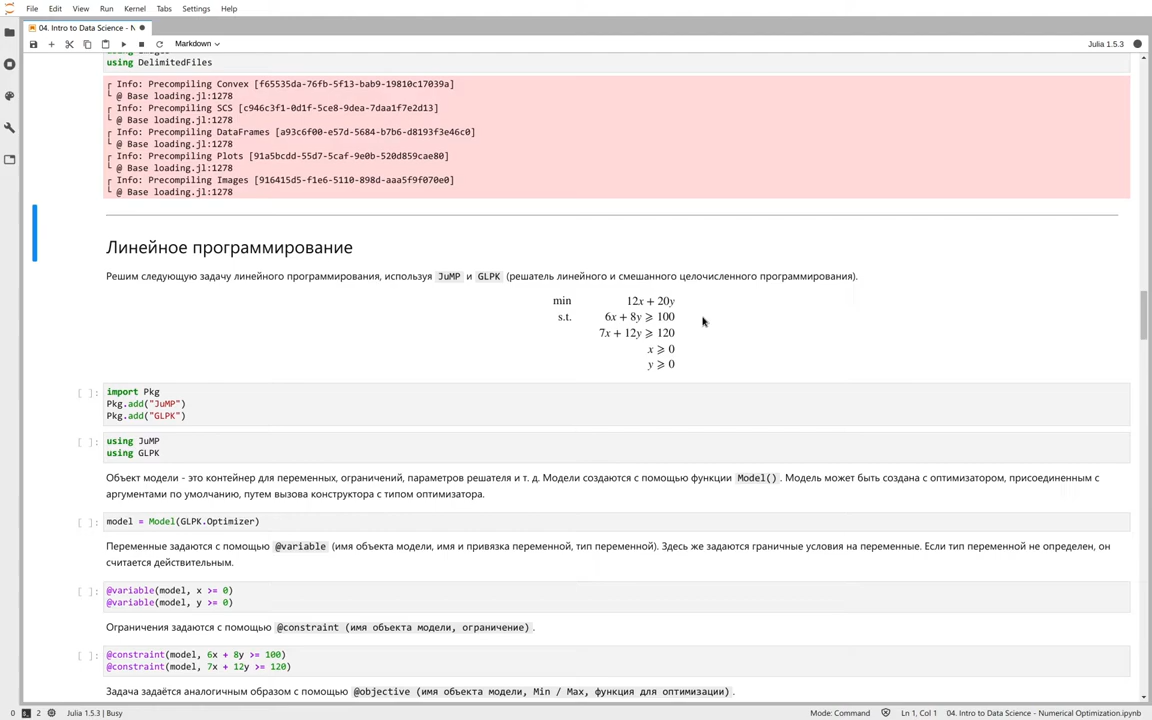 File Edit View Run Kernel Tabs Settings Help
04. Intro to Data Science - N
Markdown
Julia 1.5.3
using DelimitedFiles
┌ Info: Precompiling Convex [f65535da-76fb-5f13-bab9-19810c17039a]
└ @ Base loading.jl:1278
┌ Info: Precompiling SCS [c946c3f1-0d1f-5ce8-9dea-7daa1f7e2d13]
└ @ Base loading.jl:1278
┌ Info: Precompiling DataFrames [a93c6f00-e57d-5684-b7b6-d8193f3e46c0]
└ @ Base loading.jl:1278
┌ Info: Precompiling Plots [91a5bcdd-55d7-5caf-9e0b-520d859cae80]
└ @ Base loading.jl:1278
┌ Info: Precompiling Images [916415d5-f1e6-5110-898d-aaa5f9f070e0]
└ @ Base loading.jl:1278
Линейное программирование
Решим следующую задачу линейного программирования, используя JuMP и GLPK (решатель линейного и смешанного целочисленного программирования).
min 12x + 20y
s.t. 6x + 8y ⩾ 100
7x + 12y ⩾ 120
x ⩾ 0
y ⩾ 0
[ ]: import Pkg
Pkg.add("JuMP")
Pkg.add("GLPK")
[ ]: using JuMP
using GLPK
Объект модели - это контейнер для переменных, ограничений, параметров решателя и т. д. Модели создаются с помощью функции Model(). Модель может быть создана с оптимизатором, присоединенным с
аргументами по умолчанию, путем вызова конструктора с типом оптимизатора.
[ ]: model = Model(GLPK.Optimizer)
Переменные задаются с помощью @variable (имя объекта модели, имя и привязка переменной, тип переменной). Здесь же задаются граничные условия на переменные. Если тип переменной не определен, он
считается действительным.
[ ]: @variable(model, x >= 0)
@variable(model, y >= 0)
Ограничения задаются с помощью @constraint (имя объекта модели, ограничение).
[ ]: @constraint(model, 6x + 8y >= 100)
@constraint(model, 7x + 12y >= 120)
Задача задаётся аналогичным образом с помощью @objective (имя объекта модели, Min / Max, функция для оптимизации).
0 2 Julia 1.5.3 | Busy Mode: Command Ln 1, Col 1 04. Intro to Data Science - Numerical Optimization.ipynb